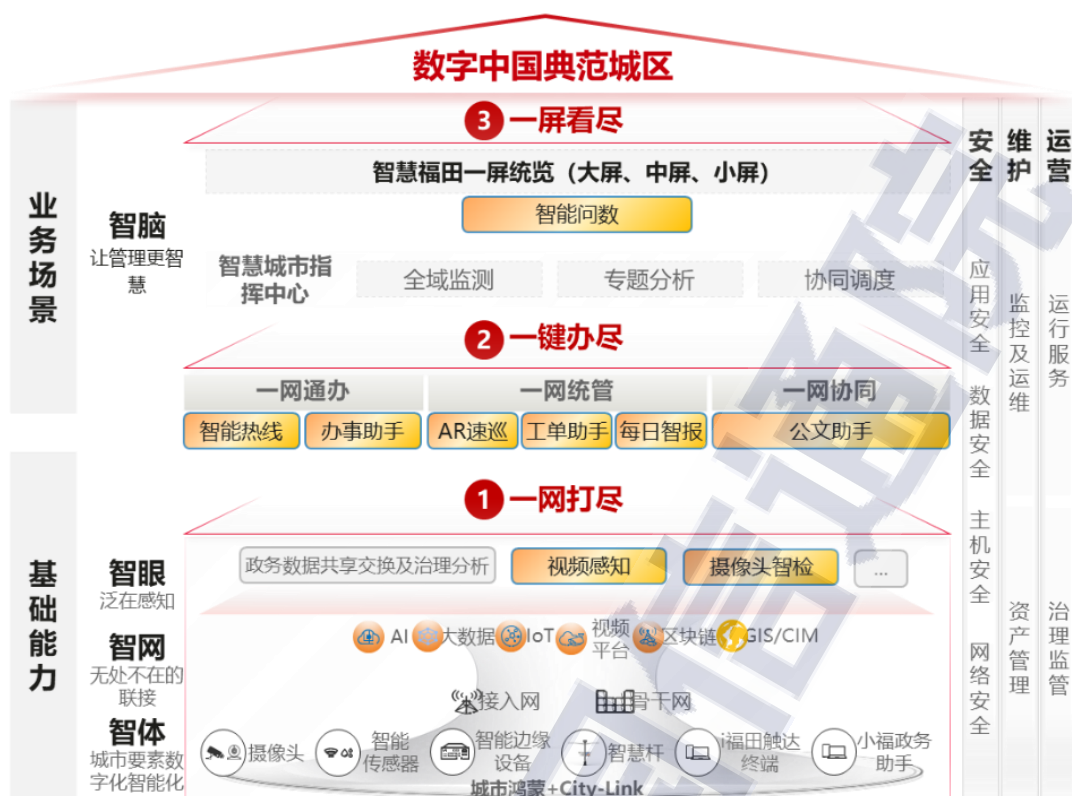 数字中国典范城区
3 一屏看尽
智慧福田一屏统览（大屏、中屏、小屏）
智能问数
业务场景
智脑
让管理更智
慧
智慧城市指
挥中心
全域监测
专题分析
协同调度
2 一键办尽
一网通办
一网统管
一网协同
智能热线
办事助手
AR速巡
工单助手
每日智报
公文助手
1 一网打尽
基础能力
智眼
泛在感知
政务数据共享交换及治理分析
视频感知
摄像头智检
...
智网
无处不在的
联接
AI
大数据
IoT
视频
平台
区块链
GIS/CIM
接入网
骨干网
智体
城市要素数
字化智能化
摄像头
智能
传感器
智能边缘
设备
智慧杆
i福田触达
终端
小福政务
助手
城市鸿蒙+City-Link
安全
应用安全
数据安全
主机安全
网络安全
维护
监控及运维
资产管理
运营
运行服务
治理监管
国信通院